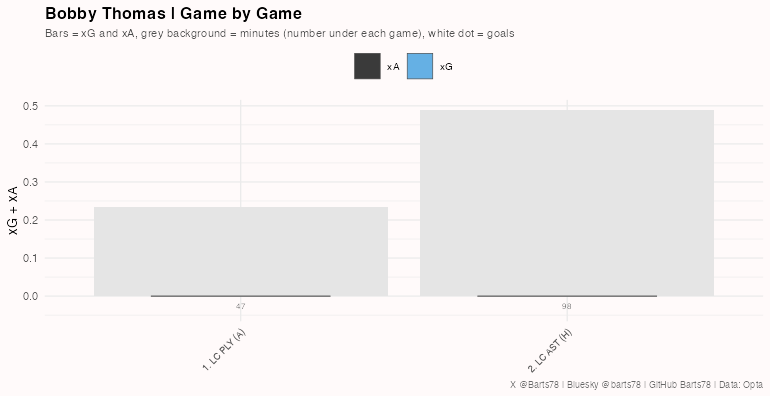 Bobby Thomas | Game by Game
Bars = xG and xA, grey background = minutes (number under each game), white dot = goals
xA xG
xG + xA
0.5
0.4
0.3
0.2
0.1
0.0
47 98
1. LC PLY (A) 2. LC AST (H)
X @Barts78 | Bluesky @barts78 | GitHub Barts78 | Data: Opta